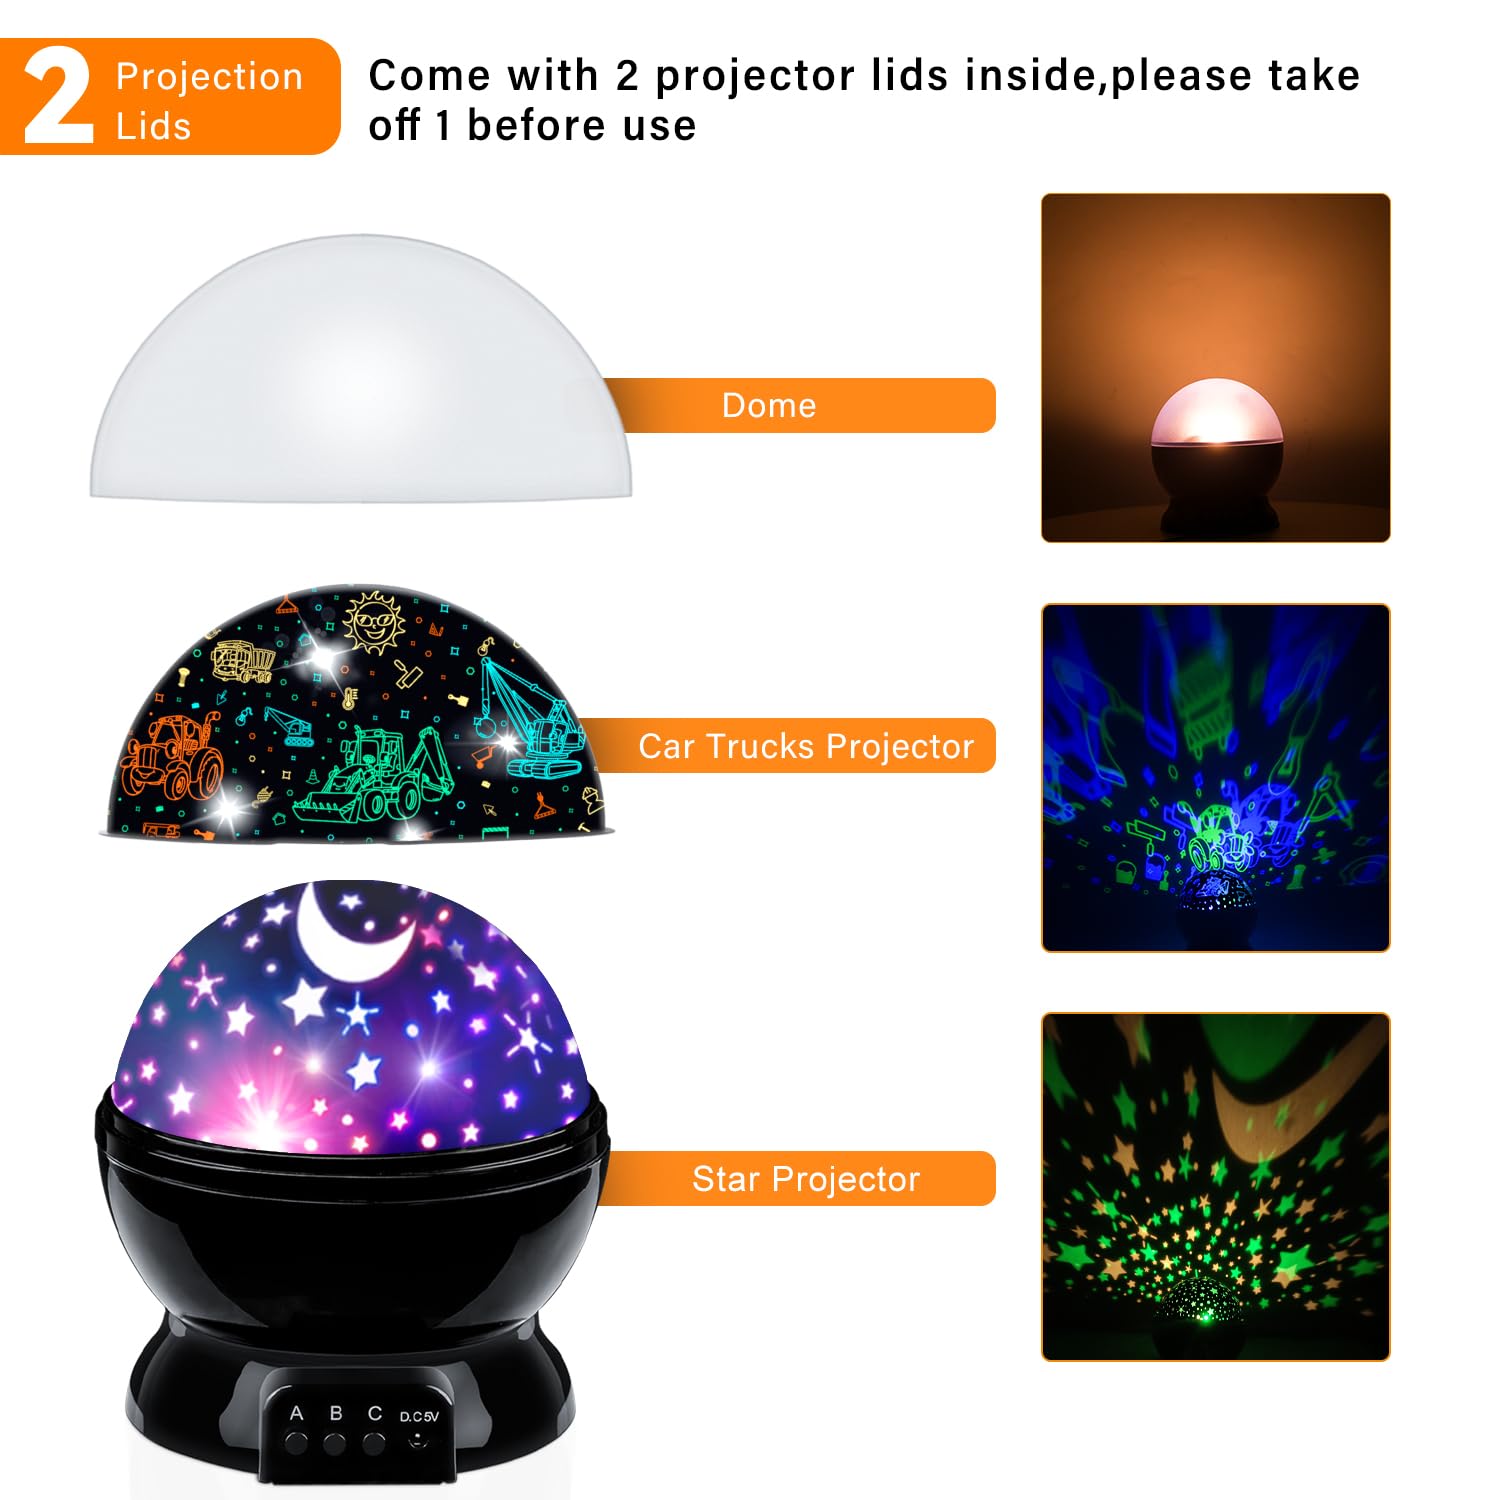 2 Projection
Lids
Come with 2 projector lids inside,please take
off 1 before use
Dome
Car Trucks Projector
Star Projector
A B C D.C5V